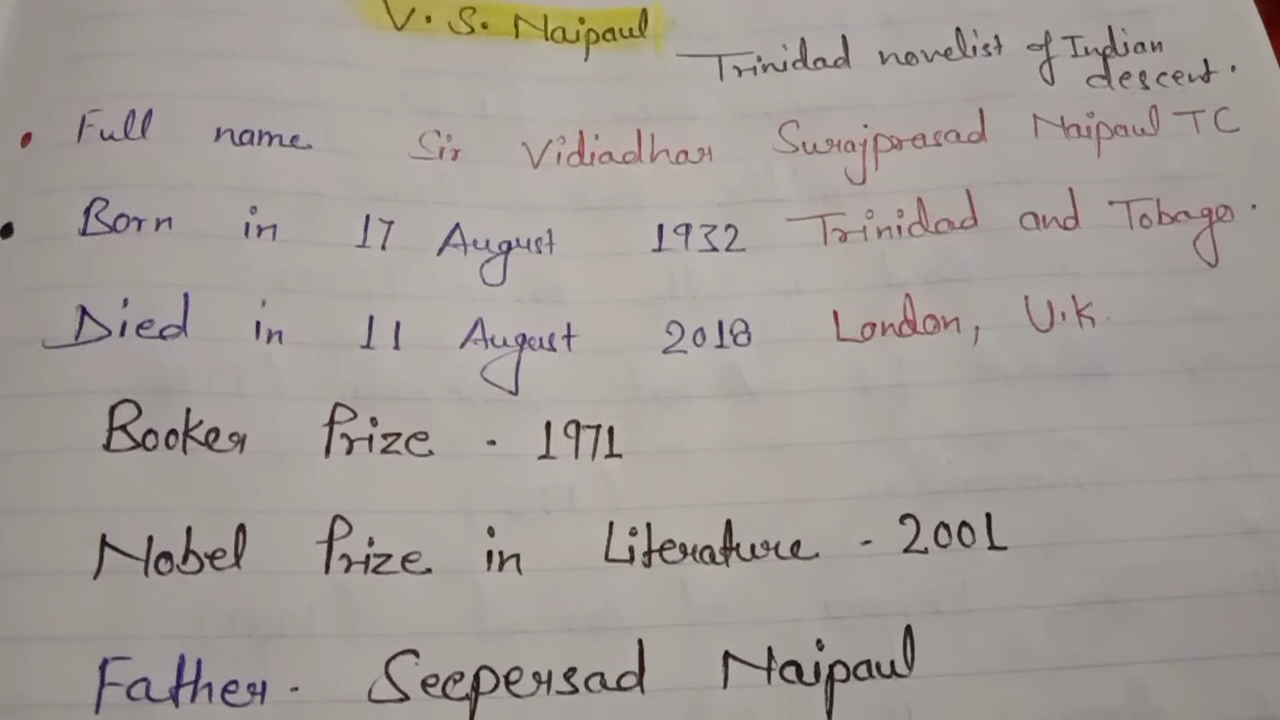 V. S. Naipaul
Trinidad novelist of Indian
descent.
Full name Sir Vidiadhar Surajprasad Naipaul TC
Born in 17 August 1932 Trinidad and Tobago.
Died in 11 August 2018 London, U.K.
Booker Prize - 1971
Nobel Prize in Literature - 2001
Father - Seepersad Naipaul